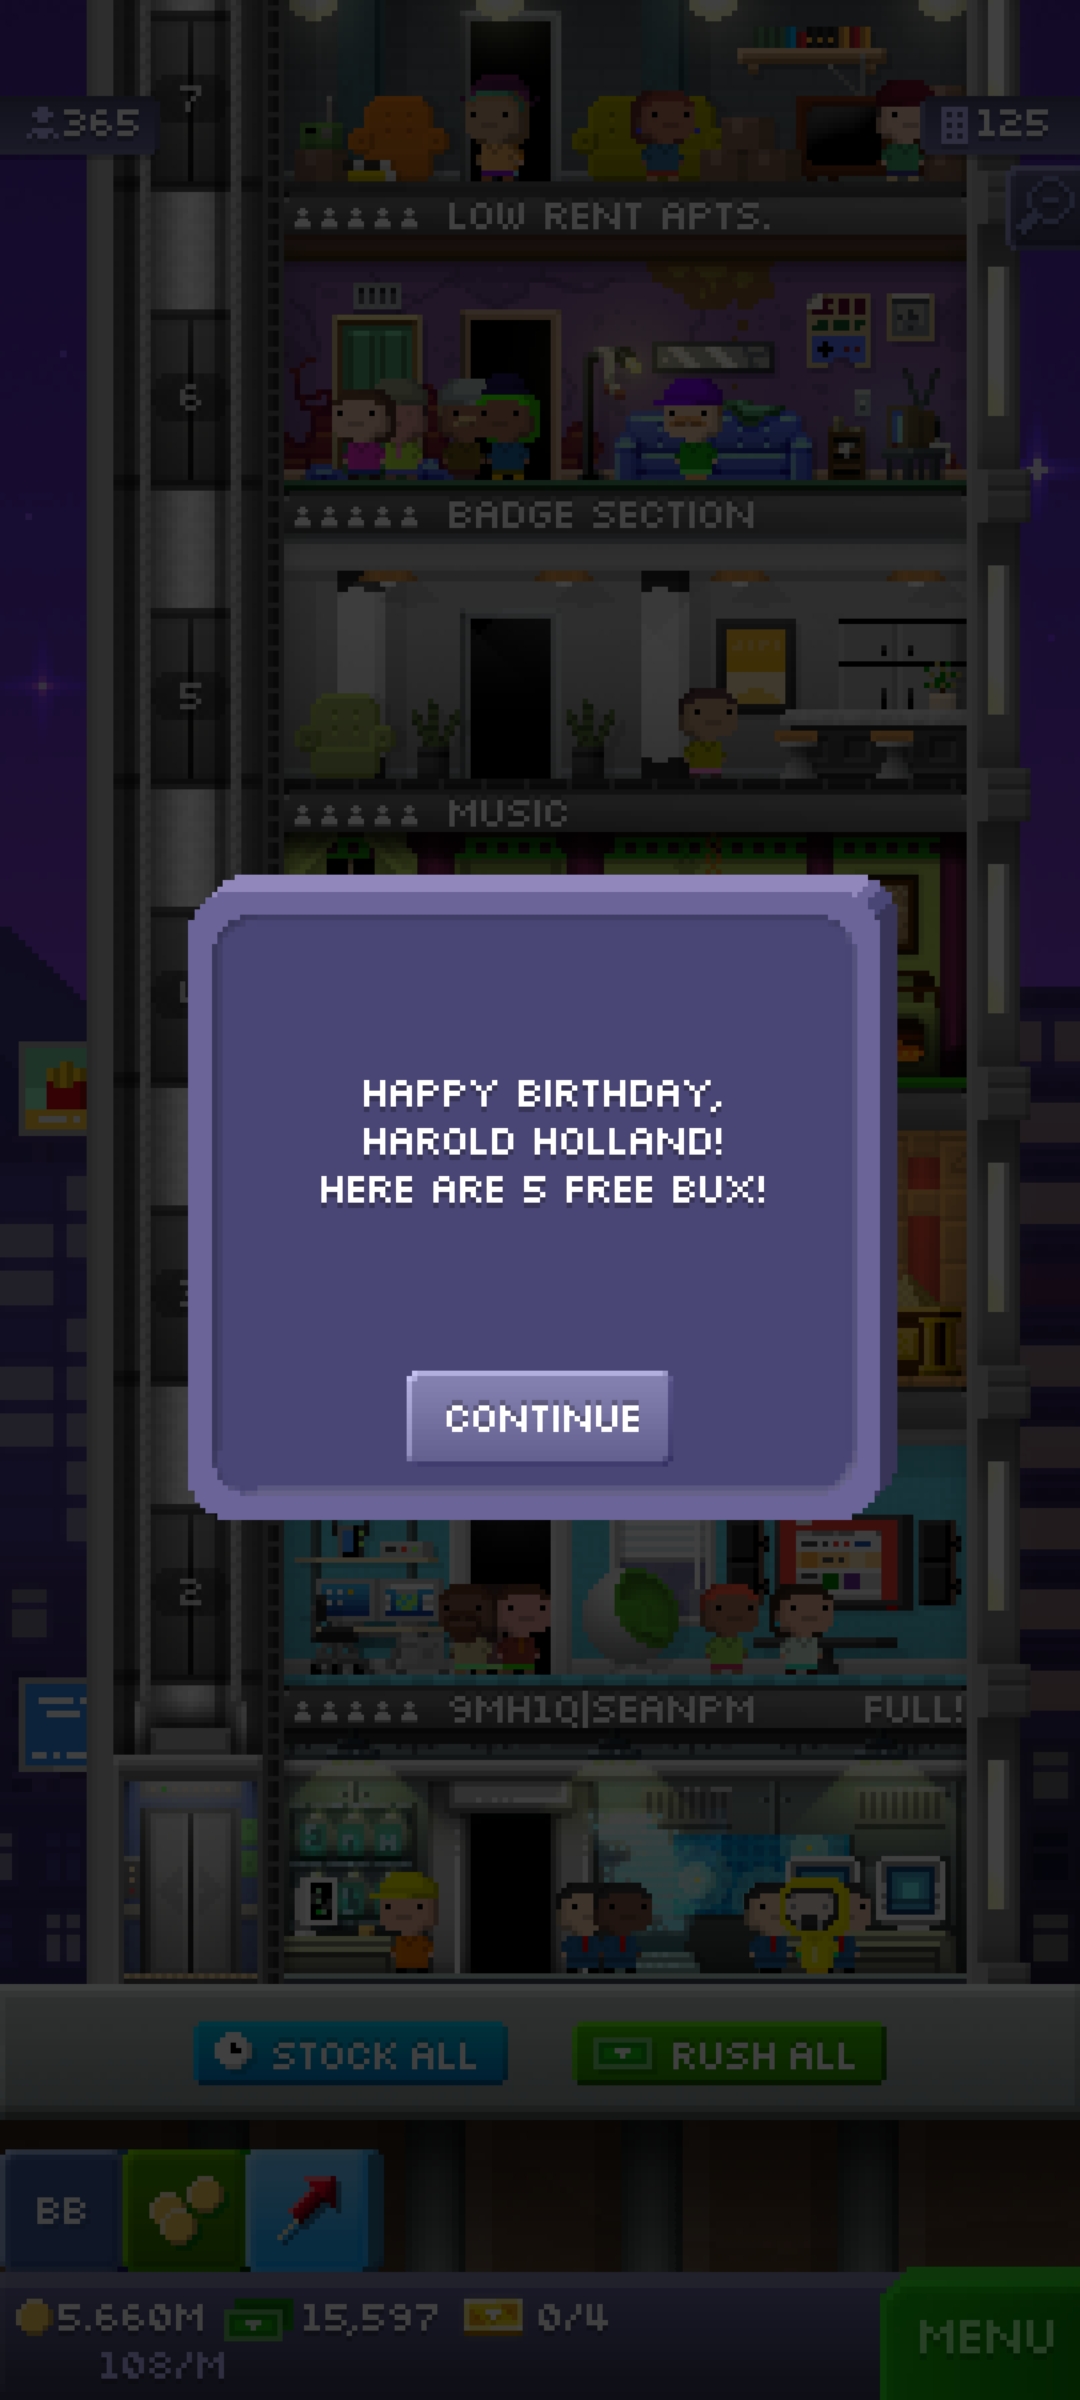 7
365
125
LOW RENT APTS.
6
BADGE SECTION
5
MUSIC
HAPPY BIRTHDAY,
HAROLD HOLLAND!
HERE ARE 5 FREE BUX!
CONTINUE
2
9MH1Q|SEANPM FULL!
STOCK ALL
RUSH ALL
BB
5.660M 15,597 0/4
108/M
MENU